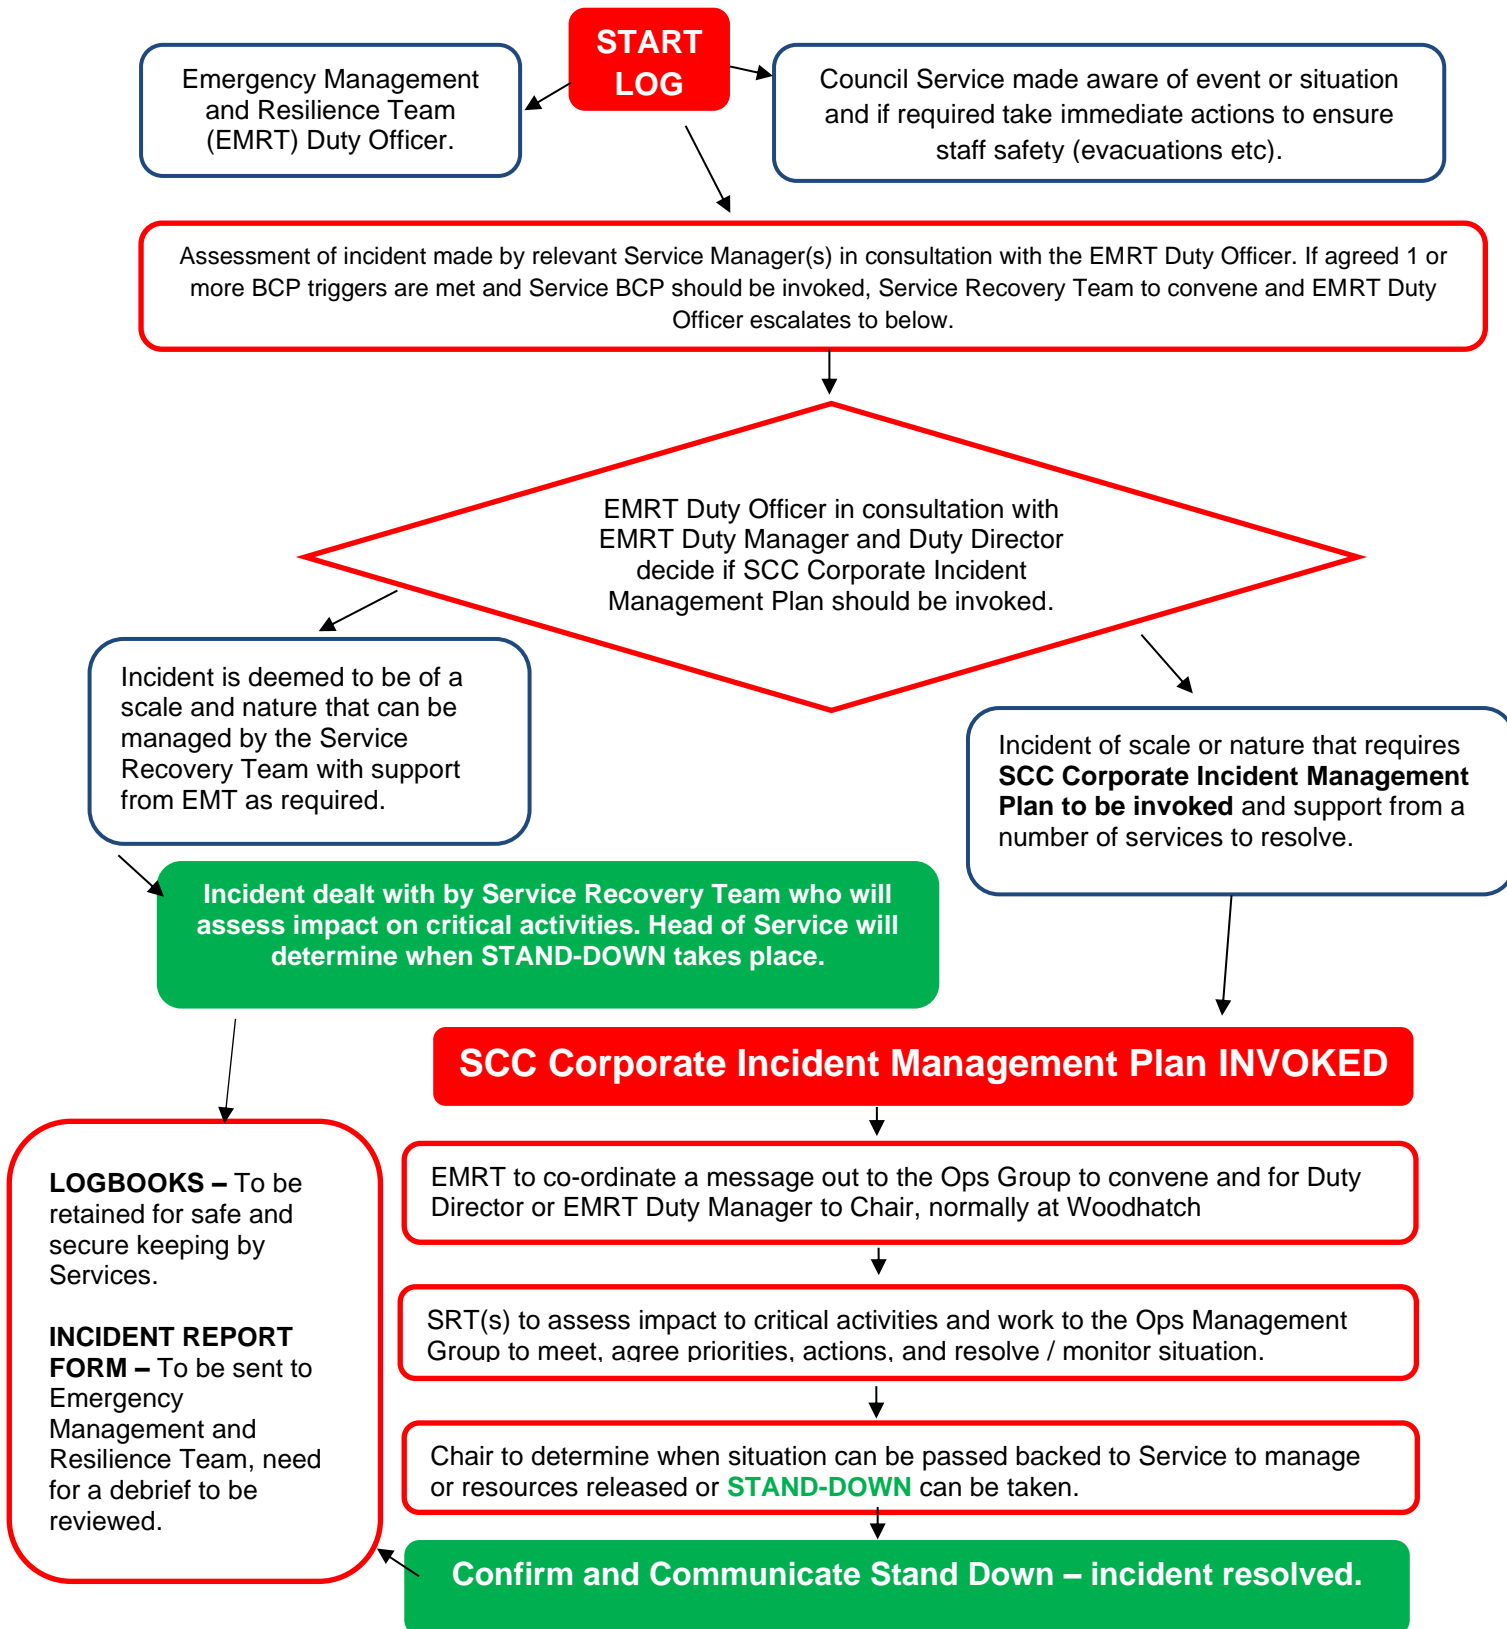 START
LOG
Emergency Management
and Resilience Team
(EMRT) Duty Officer.
Council Service made aware of event or situation
and if required take immediate actions to ensure
staff safety (evacuations etc).
Assessment of incident made by relevant Service Manager(s) in consultation with the EMRT Duty Officer. If agreed 1 or
more BCP triggers are met and Service BCP should be invoked, Service Recovery Team to convene and EMRT Duty
Officer escalates to below.
EMRT Duty Officer in consultation with
EMRT Duty Manager and Duty Director
decide if SCC Corporate Incident
Management Plan should be invoked.
Incident is deemed to be of a
scale and nature that can be
managed by the Service
Recovery Team with support
from EMT as required.
Incident of scale or nature that requires
SCC Corporate Incident Management
Plan to be invoked and support from a
number of services to resolve.
Incident dealt with by Service Recovery Team who will
assess impact on critical activities. Head of Service will
determine when STAND-DOWN takes place.
SCC Corporate Incident Management Plan INVOKED
EMRT to co-ordinate a message out to the Ops Group to convene and for Duty
Director or EMRT Duty Manager to Chair, normally at Woodhatch
SRT(s) to assess impact to critical activities and work to the Ops Management
Group to meet, agree priorities, actions, and resolve / monitor situation.
Chair to determine when situation can be passed backed to Service to manage
or resources released or STAND-DOWN can be taken.
Confirm and Communicate Stand Down – incident resolved.
LOGBOOKS – To be
retained for safe and
secure keeping by
Services.
INCIDENT REPORT
FORM – To be sent to
Emergency
Management and
Resilience Team, need
for a debrief to be
reviewed.